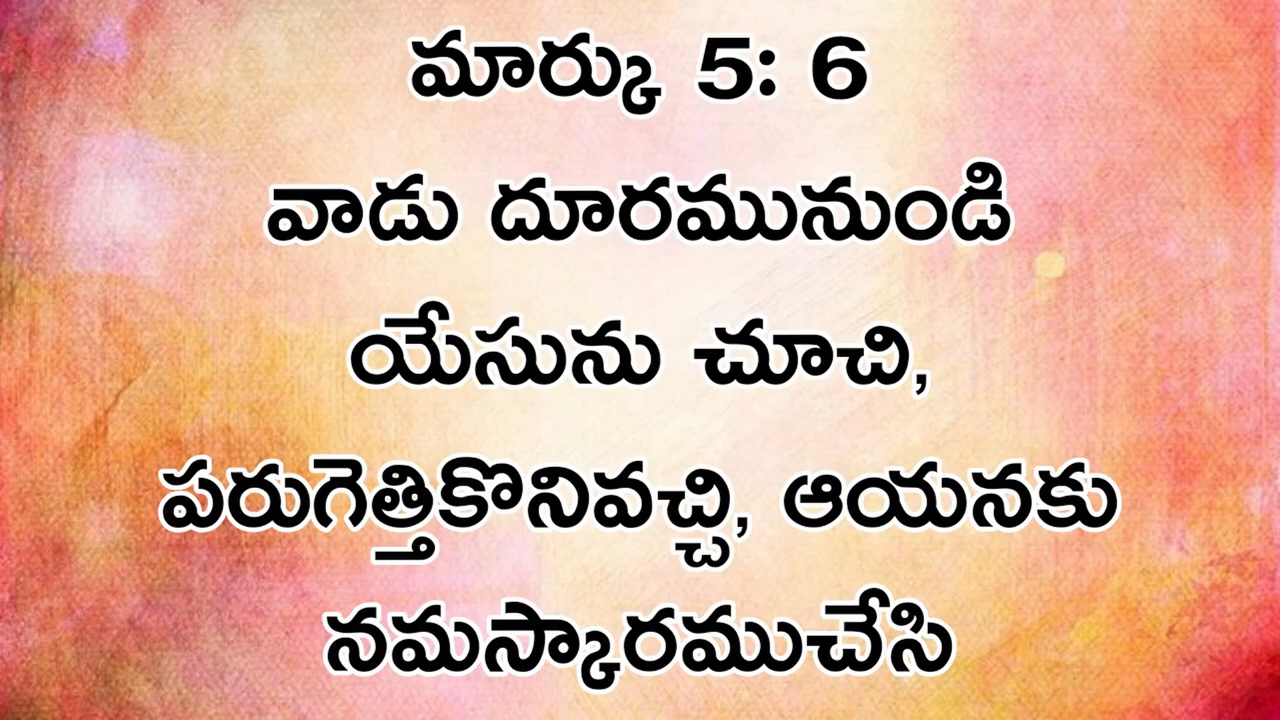 మార్కు 5: 6
వాడు దూరమునుండి
యేసును చూచి,
పరుగెత్తికొనివచ్చి, ఆయనకు
నమస్కారముచేసి